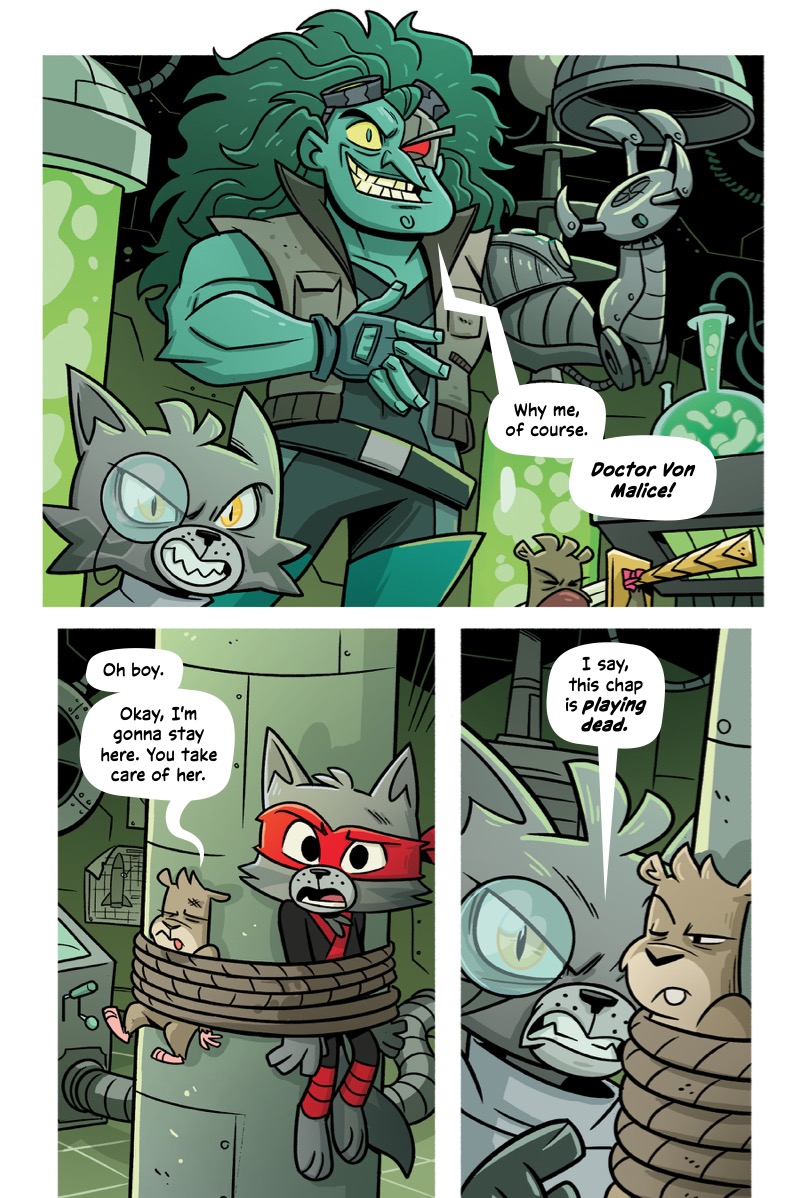 Why me,
of course.
Doctor Von
Malice!
Oh boy.
Okay, I'm
gonna stay
here. You take
care of her.
I say,
this chap
is playing
dead.